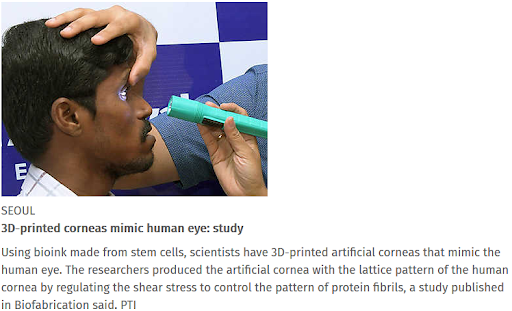 SEOUL
3D-printed corneas mimic human eye: study
Using bioink made from stem cells, scientists have 3D-printed artificial corneas that mimic the
human eye. The researchers produced the artificial cornea with the lattice pattern of the human
cornea by regulating the shear stress to control the pattern of protein fibrils, a study published
in Biofabrication said. PTI